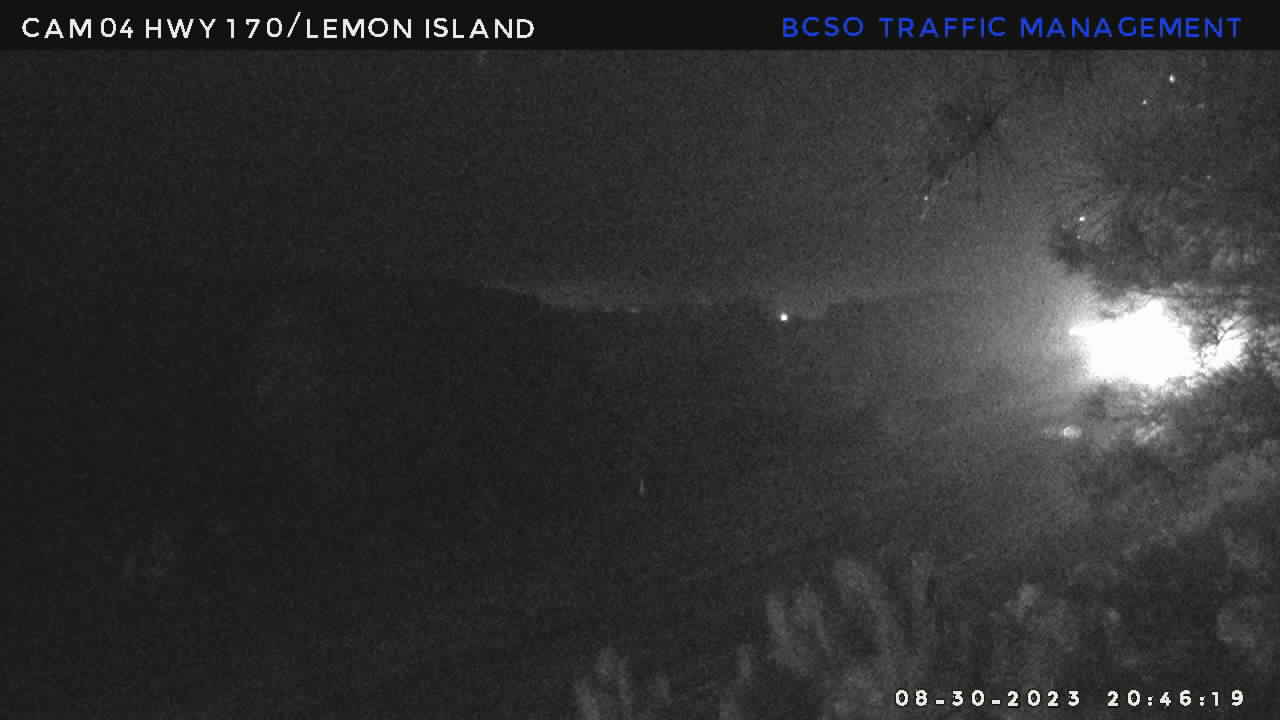 CAM04 HWY 170/LEMON ISLAND
BCSO TRAFFIC MANAGEMENT
08-30-2023 20:46:19